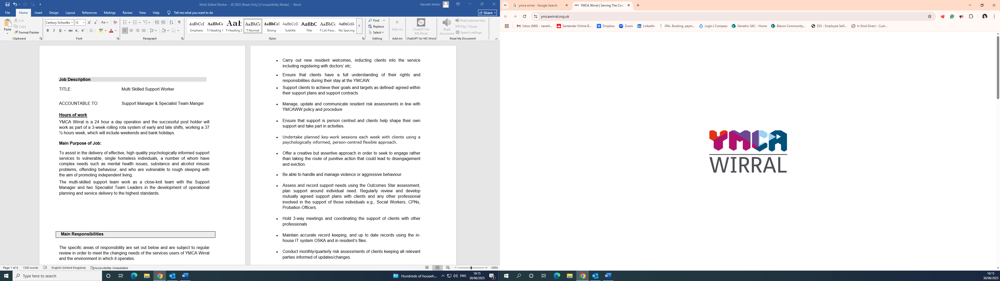 Multi Skilled Worker - JD 2022 [Read-Only] [Compatibility Mode] - Word
Nanette Mellor
File Home Insert Design Layout References Mailings Review View Help Tell me what you want to do
Share
Paste
Cut
Copy
Format Painter
Clipboard
Century Schoolbc 12
Font
Paragraph
AaBbCcI AaBbCc AaBb AaBbCc AaBbCcI AaBbCcD AaBbC AaBbCc AaBbCcDc
Emphasis ¶ Heading 1 ¶ Heading 2 ¶ Normal Strong Subtitle Title ¶ List Para... No Spacing
Styles
Find
Replace
Select
Editing
Add-ins
Add-ins
ChatGPT for MS Word
ChatGPT for MS Word
Read document
Read selected text
Play / Pause
Speech settings
Read My Document
Job Description
TITLE: Multi Skilled Support Worker
ACCOUNTABLE TO: Support Manager & Specialist Team Manger
Hours of work
YMCA Wirral is a 24 hour a day operation and the successful post holder will
work as part of a 3-week rolling rota system of early and late shifts, working a 37
½ hours week, which will include weekends and bank holidays.
Main Purpose of Job:
To assist in the delivery of effective, high quality psychologically informed support
services to vulnerable, single homeless individuals, a number of whom have
complex needs such as mental health issues, substance and alcohol misuse
problems, offending behaviour, and who are vulnerable to rough sleeping with
the aim of promoting independent living.
The multi-skilled support team work as a close-knit team with the Support
Manager and two Specialist Team Leaders in the development of operational
planning and service delivery to the highest standards.
Main Responsibilities
The specific areas of responsibility are set out below and are subject to regular
review in order to meet the changing needs of the services users of YMCA Wirral
and the environment in which it operates.
• Carry out new resident welcomes, inducting clients into the service
including registering with doctors' etc.
• Ensure that clients have a full understanding of their rights and
responsibilities during their stay at the YMCAW.
• Support clients to achieve their goals and targets as defined/ agreed within
their support plans and support contracts
• Manage, update and communicate resident risk assessments in line with
YMCAWW policy and procedure
• Ensure that support is person centred and clients help shape their own
support and take part in activities.
• Undertake planned key-work sessions each week with clients using a
psychologically informed, person-centred flexible approach.
• Offer a creative but assertive approach in order to seek to engage rather
than taking the route of punitive action that could lead to disengagement
and eviction.
• Be able to handle and manage violence or aggressive behaviour.
• Assess and record support needs using the Outcomes Star assessment,
plan support around individual need. Regularly review and develop
mutually agreed support plans with clients and any other professional
involved in the support of those individuals e.g., Social Workers, CPNs,
Probation Officers.
• Hold 3-way meetings and coordinating the support of clients with other
professionals
• Maintain accurate record keeping, and up to date records using the in-
house IT system OSKA and in resident's files.
• Conduct monthly/quarterly risk assessments of clients keeping all relevant
parties informed of updates/changes.
Page 1 of 6 1300 words English (United Kingdom) Accessibility: Unavailable
100%
Type here to search
Hundreds of househ... ENG 16:15
30/06/2025
ymca wirral - Google Search
YMCA Wirral | Serving The Com
ymcawirral.org.uk
Inbox (666) - nanett... Santander Online B... Dropbox Zoom LinkedIn iPAL: Booking, paym... Login | Compass Geriatric SAC - Home Blacon Community... ESS - Employee Self... In Kind Direct - Cust...
YMCA
WIRRAL
16:15
30/06/2025